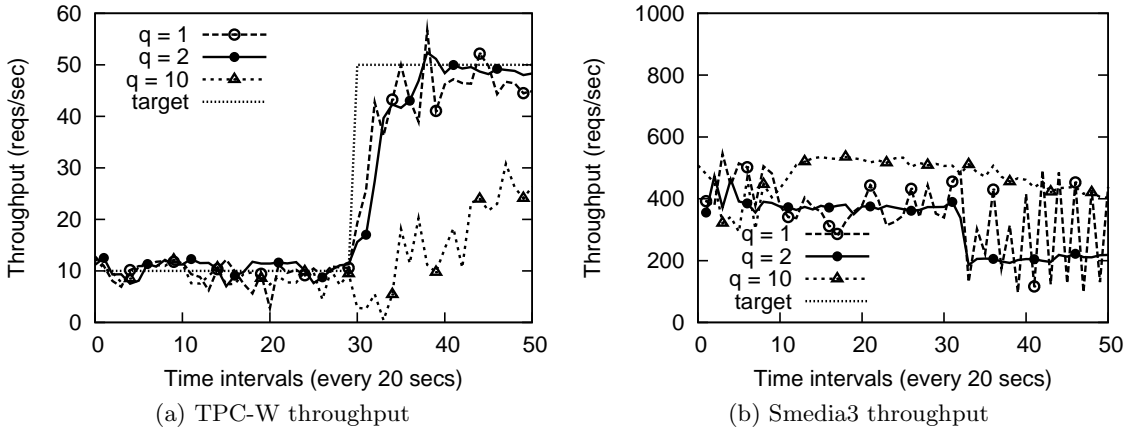 60
50
40
30
20
10
0
Throughput (reqs/sec)
q = 1
q = 2
q = 10
target
0 10 20 30 40 50
Time intervals (every 20 secs)
(a) TPC-W throughput
1000
800
600
400
200
0
Throughput (reqs/sec)
q = 1
q = 2
q = 10
target
0 10 20 30 40 50
Time intervals (every 20 secs)
(b) Smedia3 throughput